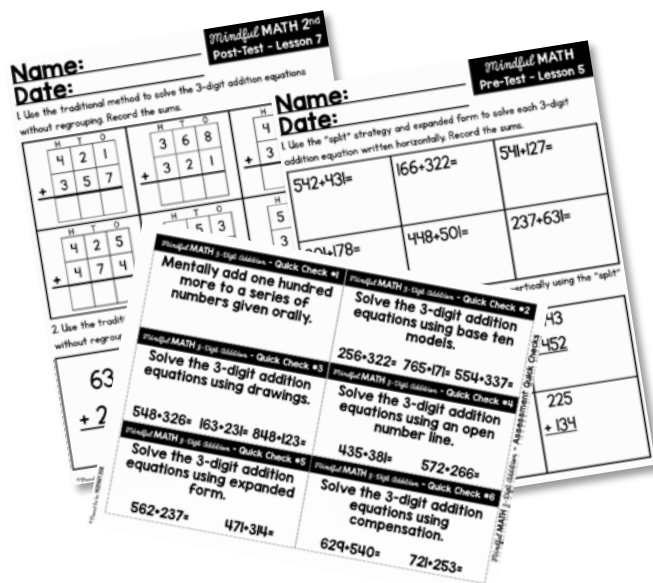 Mindful MATH 2nd
Post-Test - Lesson 7
Name:
Date:
1. Use the traditional method to solve the 3-digit addition equations
without regrouping. Record the sums.
H T O
4 2 1
+ 3 5 7
H T O
3 6 8
+ 3 2 1
4
3
H T O
4 2 5
+ 4 7 4
5 3
5
3
2. Use the
without
63
+ 2
Mindful MATH
Pre-Test - Lesson 5
Name:
Date:
1. Use the "split" strategy and expanded form to solve each 3-digit
addition equation written horizontally. Record the sums.
542+431=
166+322=
541+127=
+178=
448+501=
237+631=
vertically using the "split"
43
452
225
+ 134
Mindful MATH 3-Digit Addition - Quick Check #1
Mentally add one hundred
more to a series of
numbers given orally.
Mindful MATH 3-Digit Addition - Quick Check #2
Solve the 3-digit addition
equations using base ten
models.
256+322= 765+171= 554+337=
Mindful MATH 3-Digit Addition - Quick Check #3
Solve the 3-digit addition
equations using drawings.
548+326= 163+231= 848+123=
Mindful MATH 3-Digit Addition - Quick Check #4
Solve the 3-digit addition
equations using an open
number line.
435+381= 572+266=
Mindful MATH 3-Digit Addition - Quick Check #5
Solve the 3-digit addition
equations using expanded
form.
562+237= 471+314=
Mindful MATH 3-Digit Addition - Quick Check #6
Solve the 3-digit addition
equations using
compensation.
629+540= 721+253=
Mindful MATH 3-Digit Addition - Assessment Quick Checks